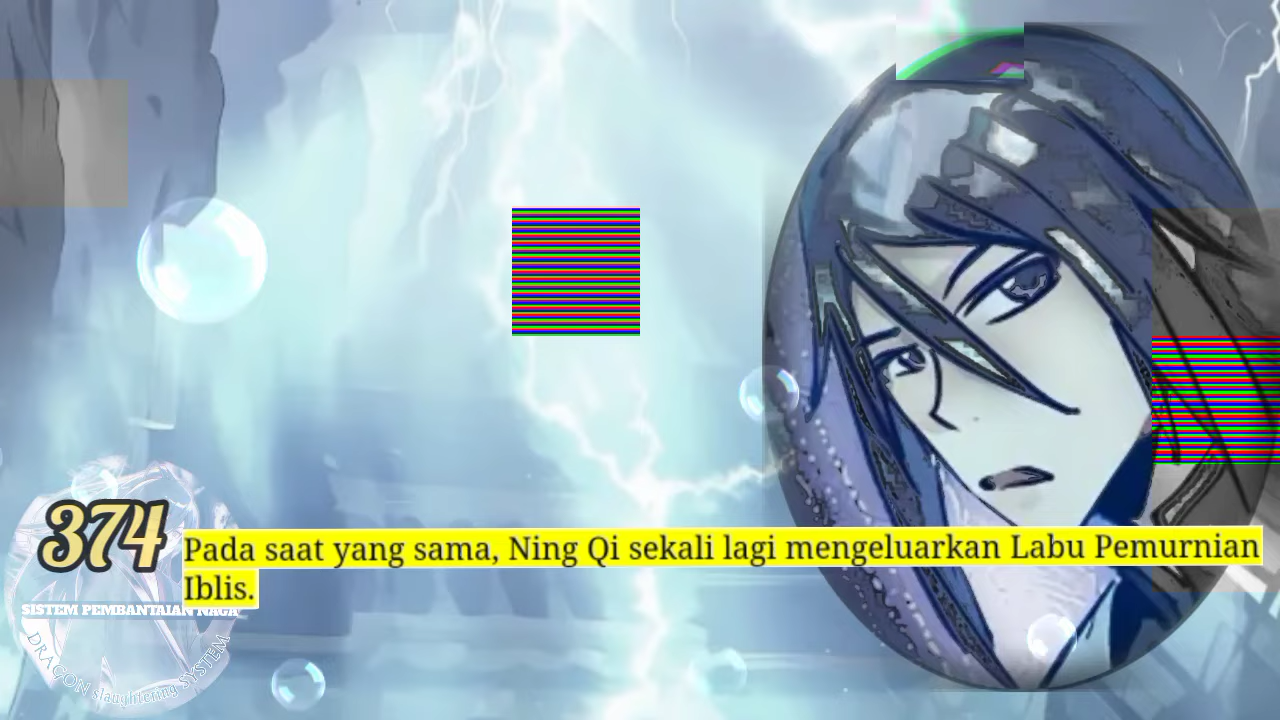 374
Pada saat yang sama, Ning Qi sekali lagi mengeluarkan Labu Pemurnian
Iblis.
SISTEM PEMBANTAIAN NAGA
DRAGON slaughtering SYSTEM